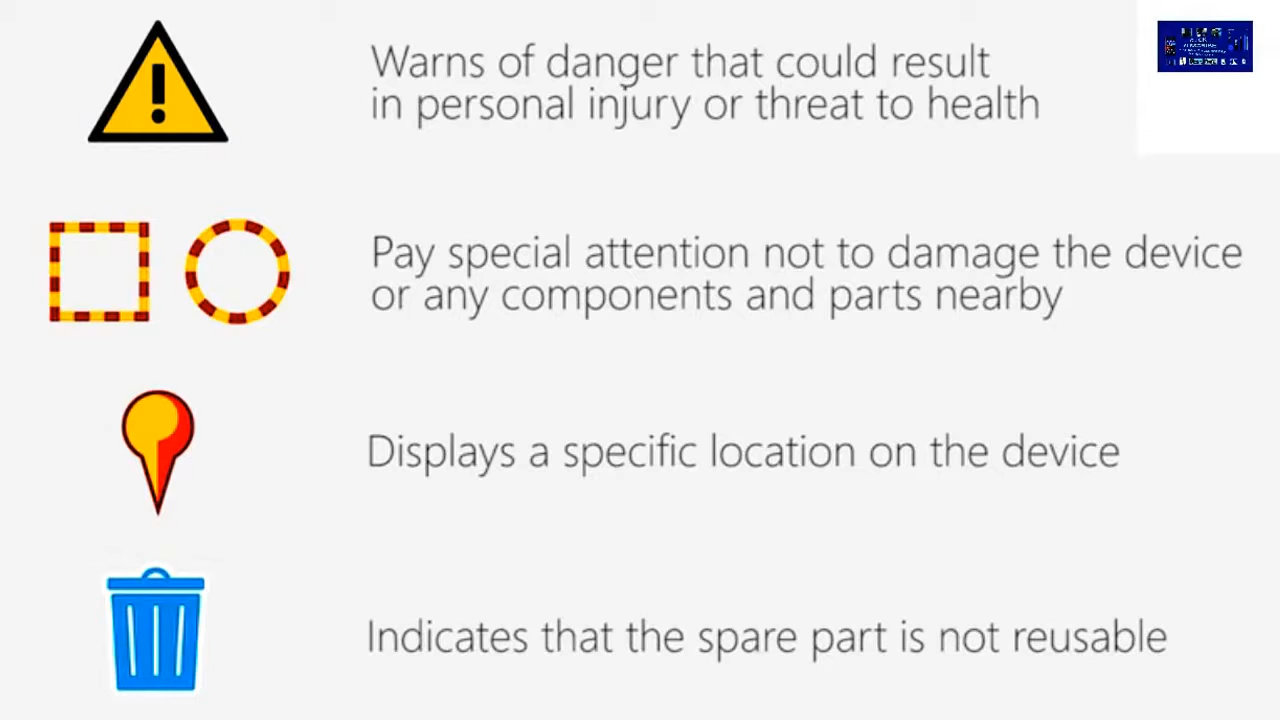 Warns of danger that could result
in personal injury or threat to health
Pay special attention not to damage the device
or any components and parts nearby
Displays a specific location on the device
Indicates that the spare part is not reusable